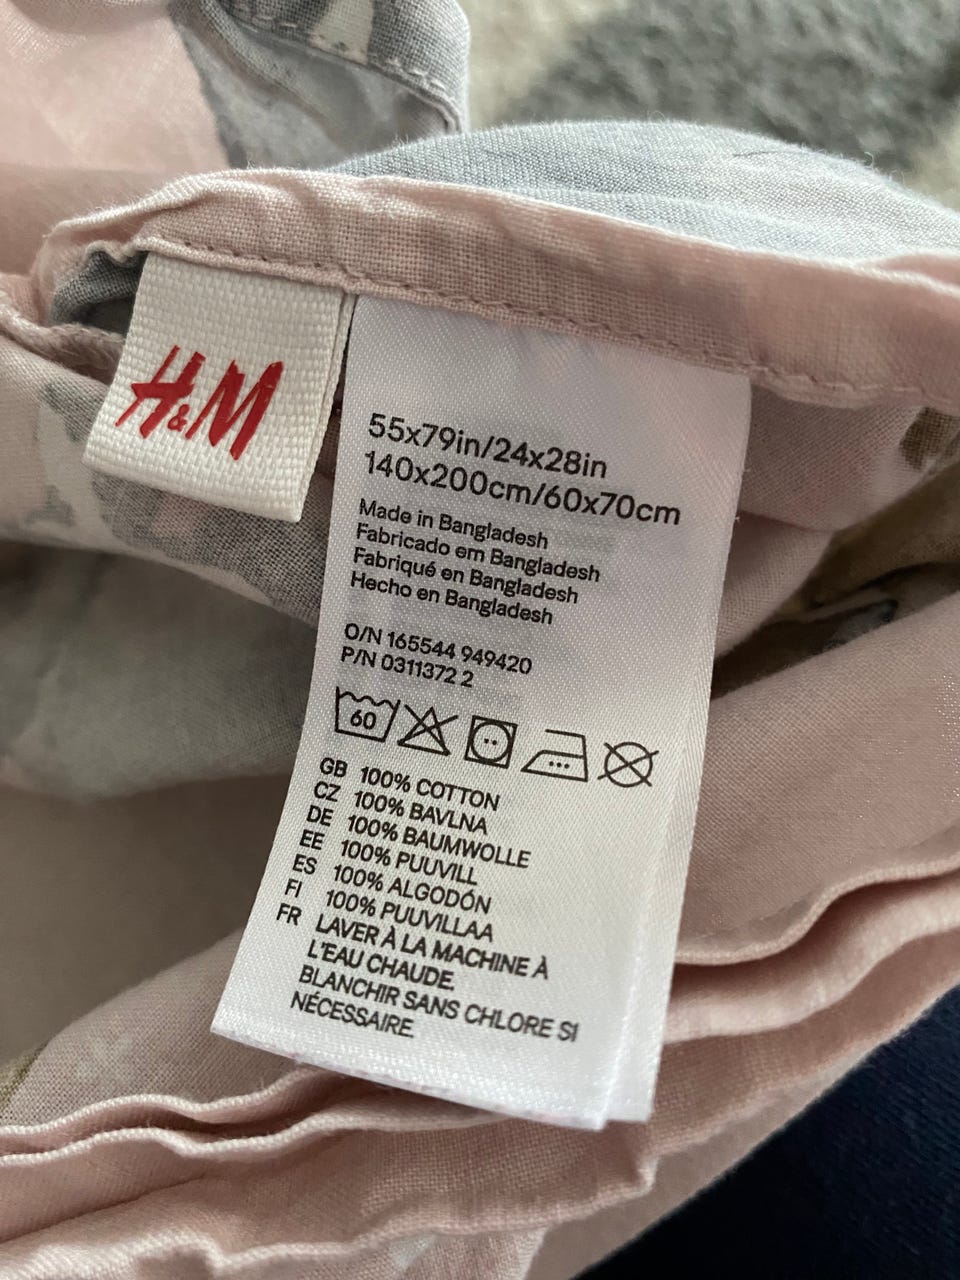 H&M
55x79in/24x28in
140x200cm/60x70cm
Made in Bangladesh
Fabricado em Bangladesh
Fabriqué en Bangladesh
Hecho en Bangladesh
O/N 165544 949420
P/N 0311372 2
60
GB 100% COTTON
CZ 100% BAVLNA
DE 100% BAUMWOLLE
EE 100% PUUVILL
ES 100% ALGODÓN
FI 100% PUUVILLAA
FR LAVER À LA MACHINE À
L'EAU CHAUDE.
BLANCHIR SANS CHLORE SI
NÉCESSAIRE.